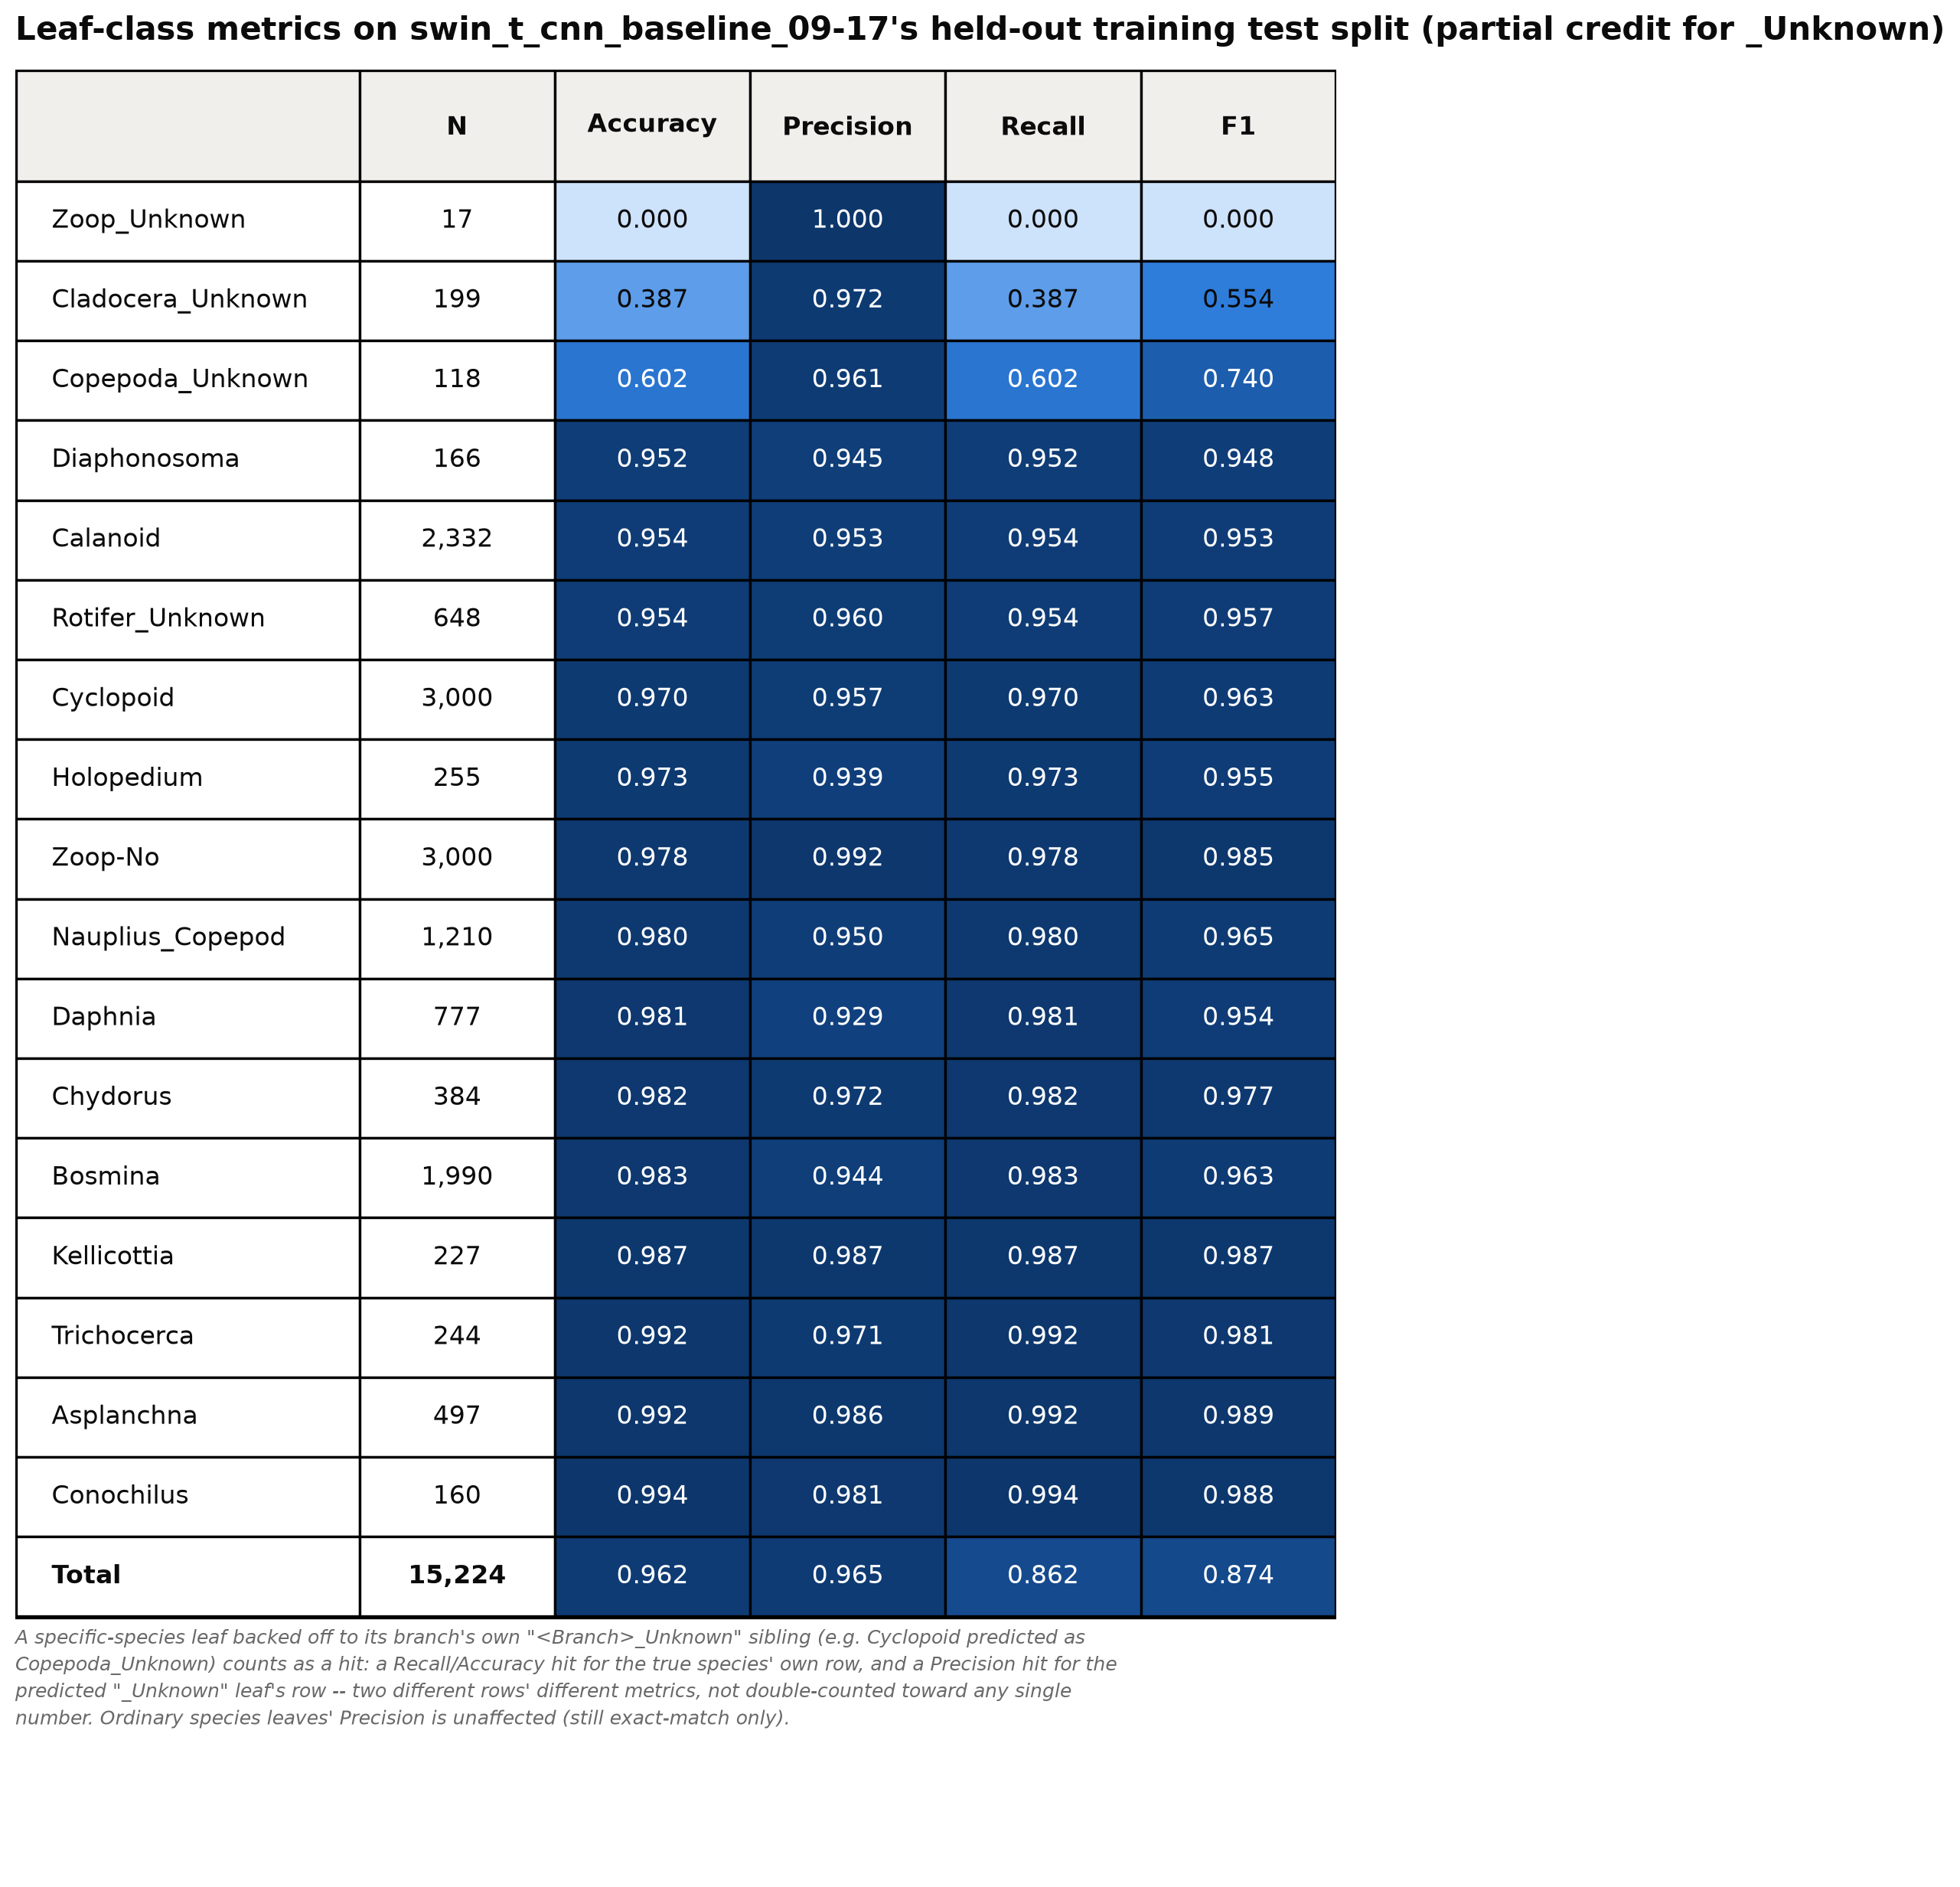 Leaf-class metrics on swin_t_cnn_baseline_09-17's held-out training test split (partial credit for _Unknown)
N Accuracy Precision Recall F1
Zoop_Unknown 17 0.000 1.000 0.000 0.000
Cladocera_Unknown 199 0.387 0.972 0.387 0.554
Copepoda_Unknown 118 0.602 0.961 0.602 0.740
Diaphonosoma 166 0.952 0.945 0.952 0.948
Calanoid 2,332 0.954 0.953 0.954 0.953
Rotifer_Unknown 648 0.954 0.960 0.954 0.957
Cyclopoid 3,000 0.970 0.957 0.970 0.963
Holopedium 255 0.973 0.939 0.973 0.955
Zoop-No 3,000 0.978 0.992 0.978 0.985
Nauplius_Copepod 1,210 0.980 0.950 0.980 0.965
Daphnia 777 0.981 0.929 0.981 0.954
Chydorus 384 0.982 0.972 0.982 0.977
Bosmina 1,990 0.983 0.944 0.983 0.963
Kellicottia 227 0.987 0.987 0.987 0.987
Trichocerca 244 0.992 0.971 0.992 0.981
Asplanchna 497 0.992 0.986 0.992 0.989
Conochilus 160 0.994 0.981 0.994 0.988
Total 15,224 0.962 0.965 0.862 0.874
A specific-species leaf backed off to its branch's own "<Branch>_Unknown" sibling (e.g. Cyclopoid predicted as
Copepoda_Unknown) counts as a hit: a Recall/Accuracy hit for the true species' own row, and a Precision hit for the
predicted "_Unknown" leaf's row -- two different rows' different metrics, not double-counted toward any single
number. Ordinary species leaves' Precision is unaffected (still exact-match only).